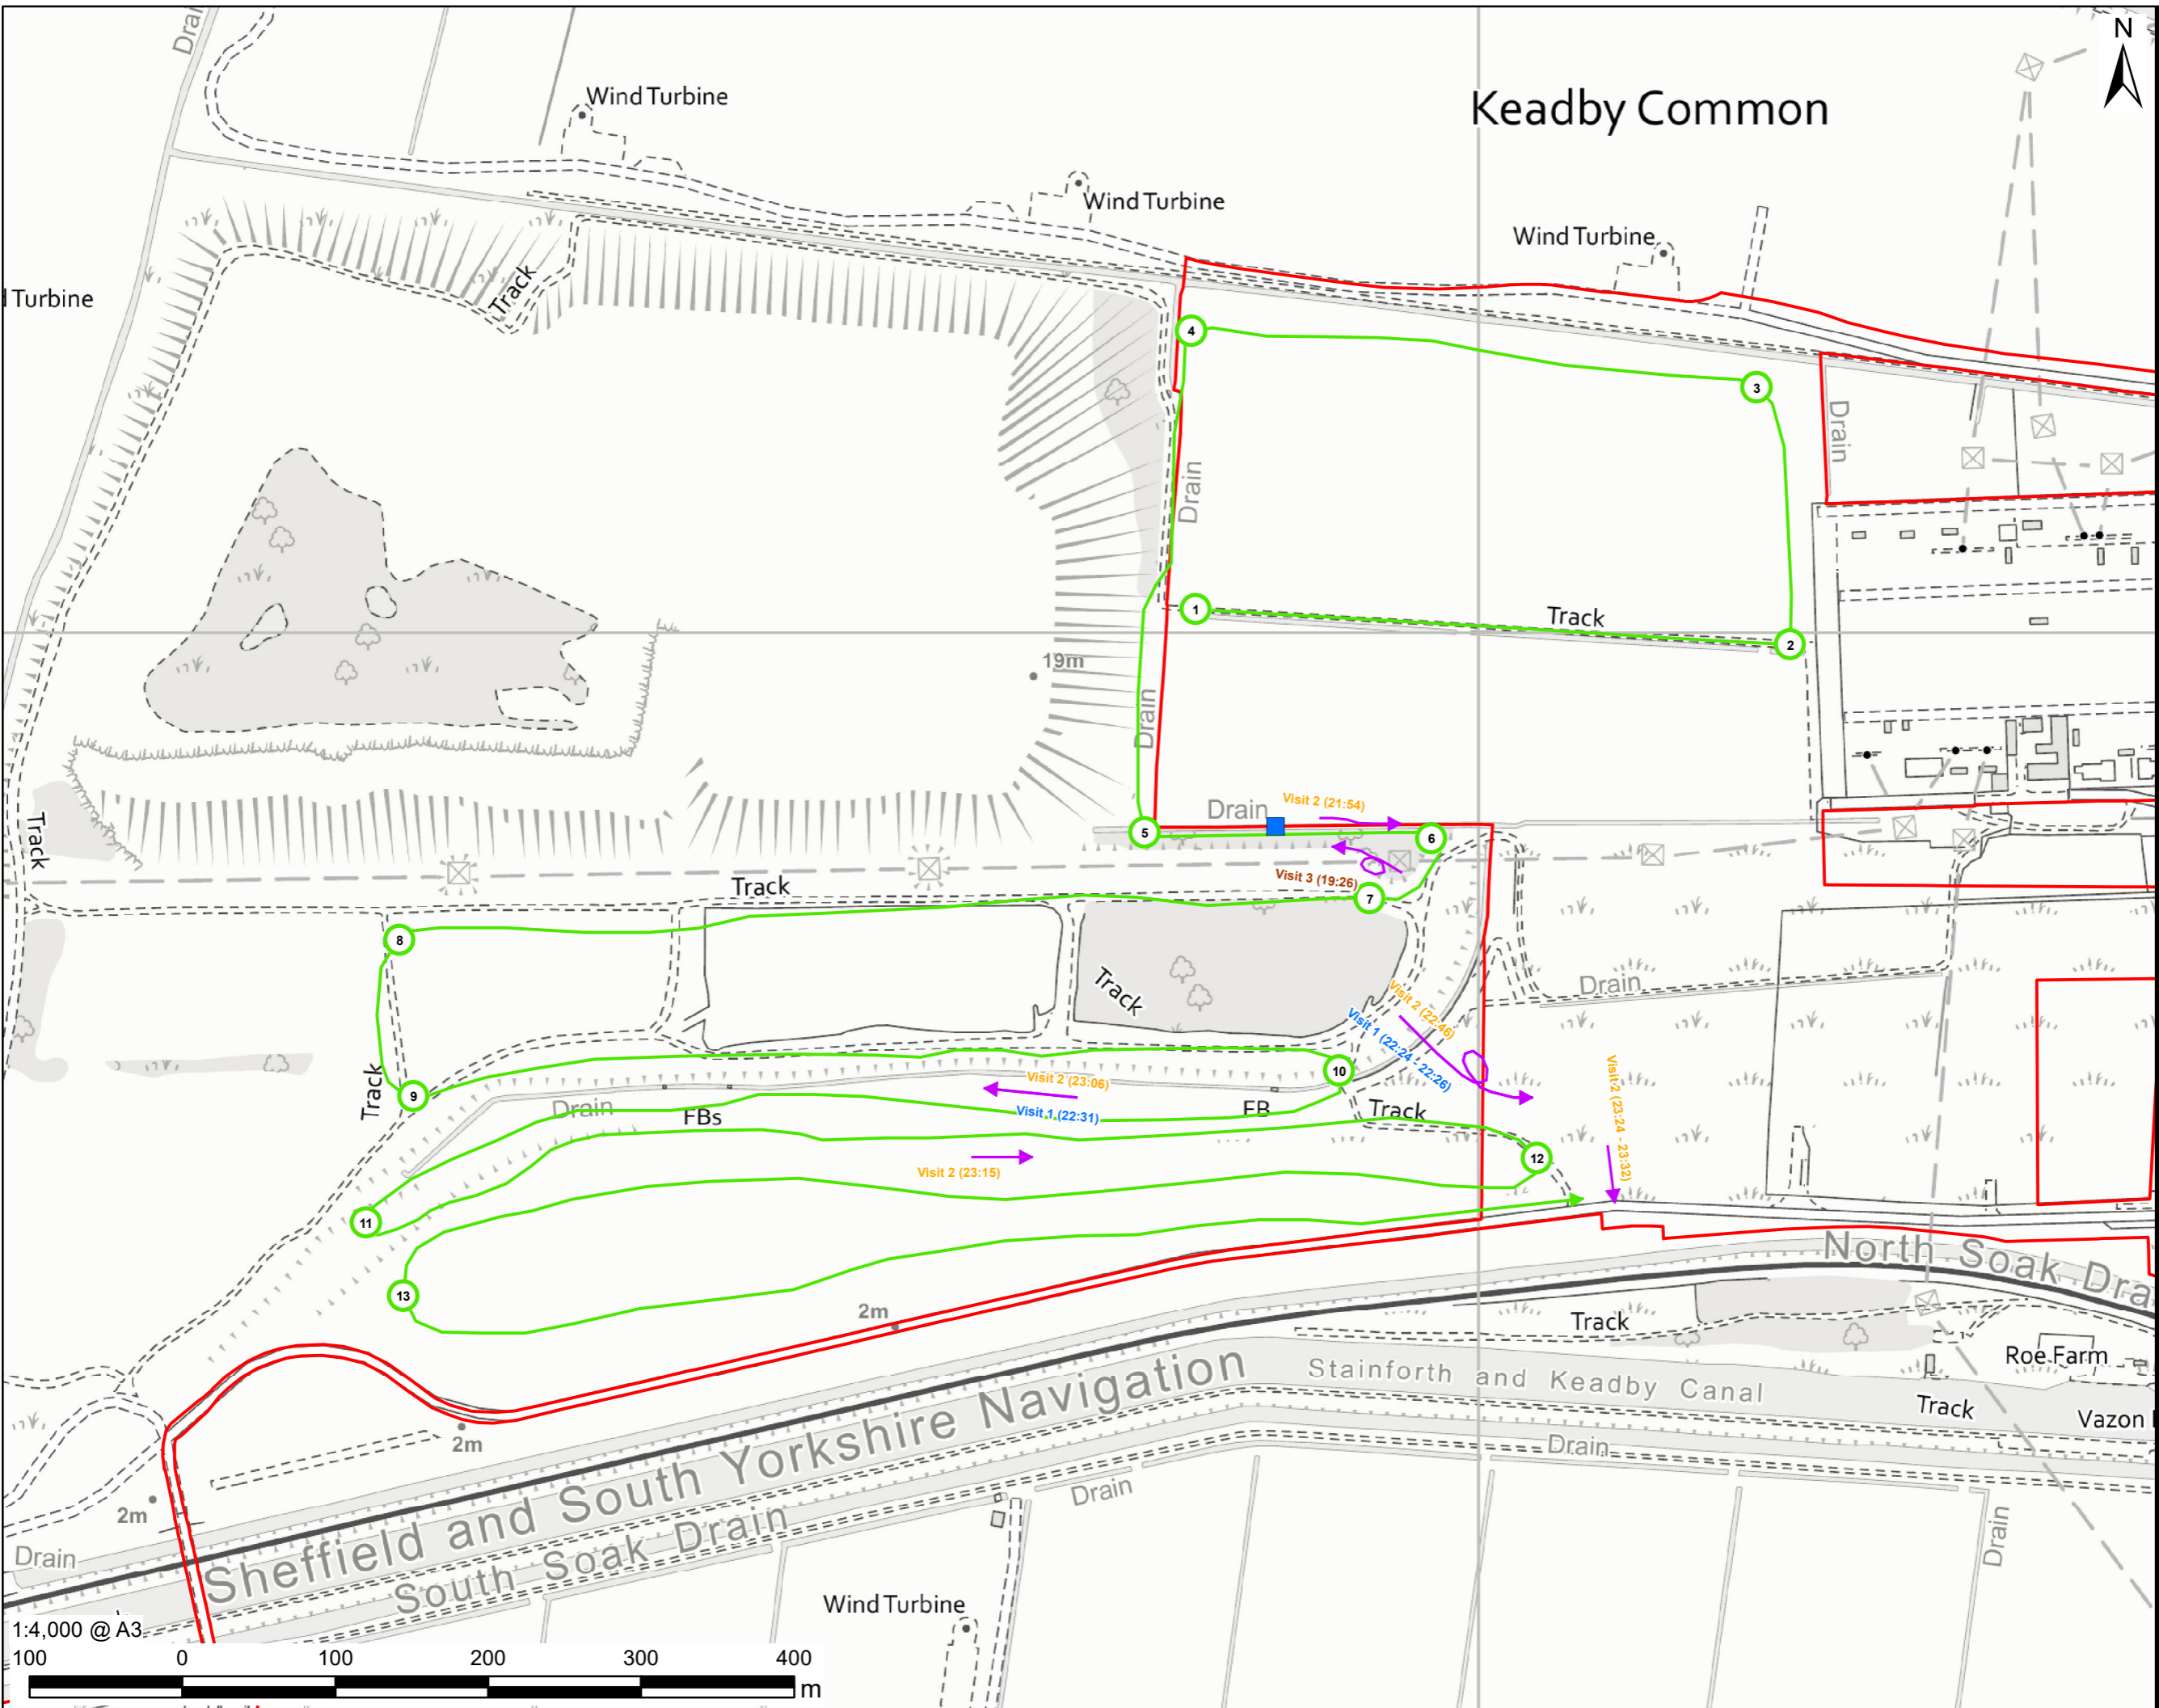 Drai
N
Wind Turbine
Keadby Common
Wind Turbine
Wind Turbine
Track
d Turbine
4
3
Drain
Drain
1
Track
2
19m
Drain
Track
Drain
Visit 2 (21:54)
5
6
Track
Visit 3 (19:26)
7
8
Track
Drain
Visit 2 (22:46)
Visit 1 (22:24 - 22:26)
Visit 2 (23:24 - 23:32)
Track
9
10
Visit 2 (23:06)
Drain
FBs
Visit 1 (22:31)
FB
Track
12
Visit 2 (23:15)
11
13
2m
North Soak Dra
Track
Roe Farm
Stainforth and Keadby Canal
Track
Vazon
Sheffield and South Yorkshire Navigation
2m
Drain
2m
South Soak Drain
Drain
Drain
Drain
Wind Turbine
1:4,000 @ A3
100 0 100 200 300 400
m